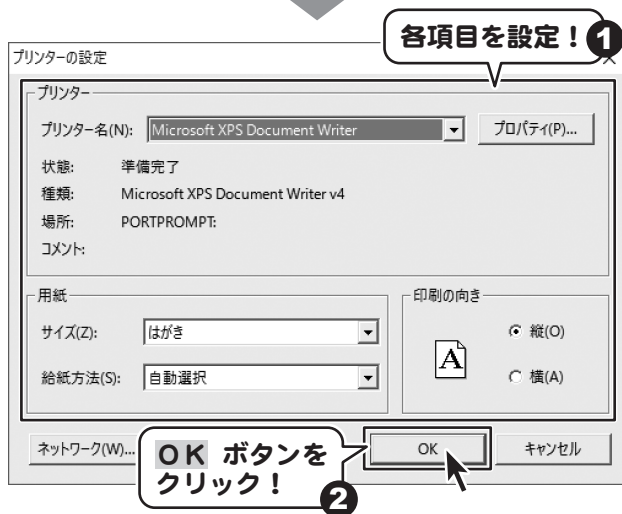 各項目を設定！1
プリンターの設定
プリンター
プリンター名(N): Microsoft XPS Document Writer プロパティ(P)...
状態: 準備完了
種類: Microsoft XPS Document Writer v4
場所: PORTPROMPT:
コメント:
用紙
サイズ(Z): はがき
給紙方法(S): 自動選択
印刷の向き
A
縦(O)
横(A)
ネットワーク(W)...
OK ボタンを
クリック！
2
OK
キャンセル